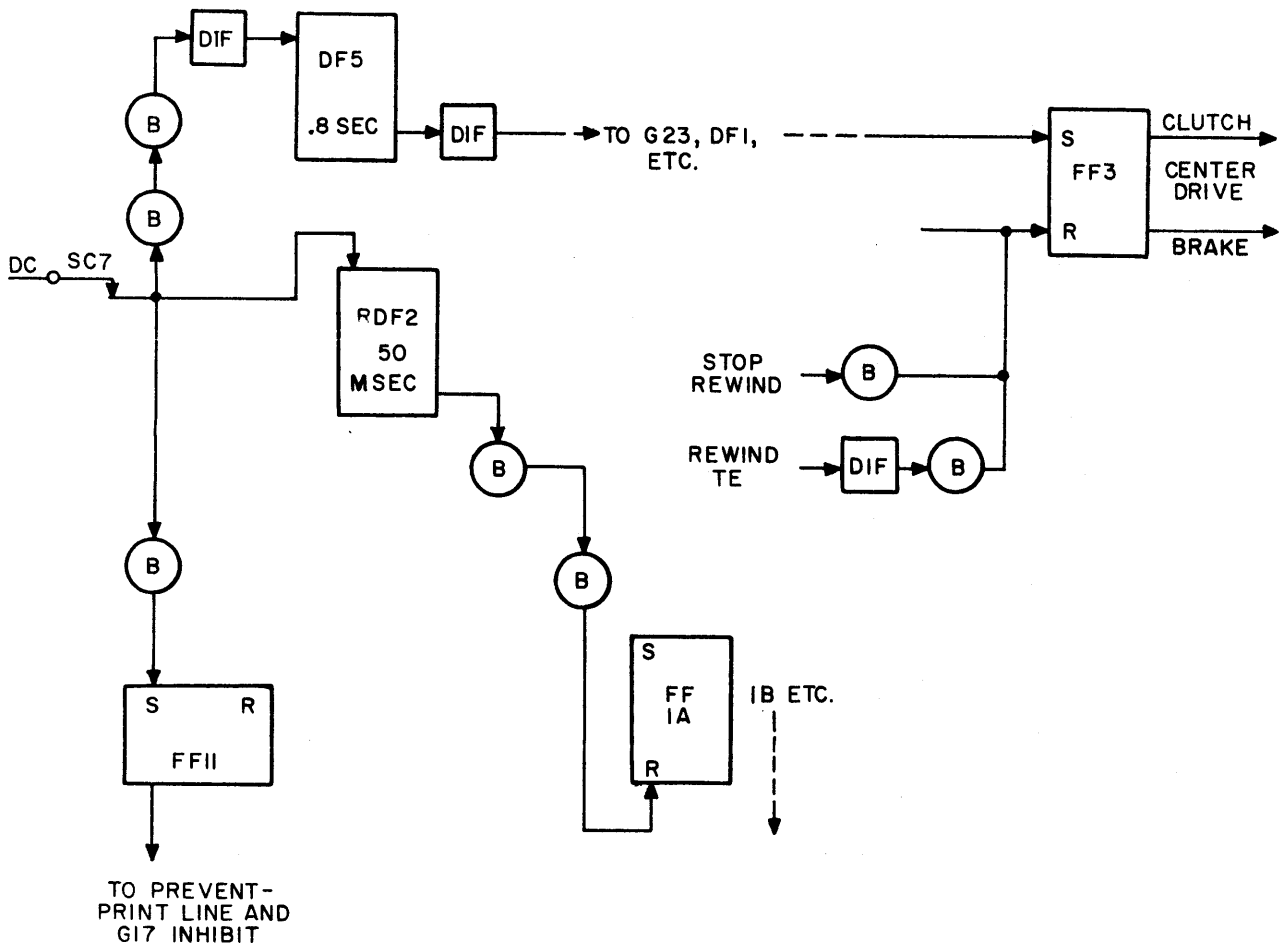 DIF
DF5
.8 SEC
B
DIF
TO G23, DF1,
ETC.
S
FF3
R
CLUTCH
CENTER
DRIVE
BRAKE
B
DC
SC7
RDF2
50
MSEC
STOP
REWIND
B
REWIND
TE
DIF
B
B
B
B
S
R
FF11
S
FF
1A
R
1B ETC.
TO PREVENT-
PRINT LINE AND
G17 INHIBIT